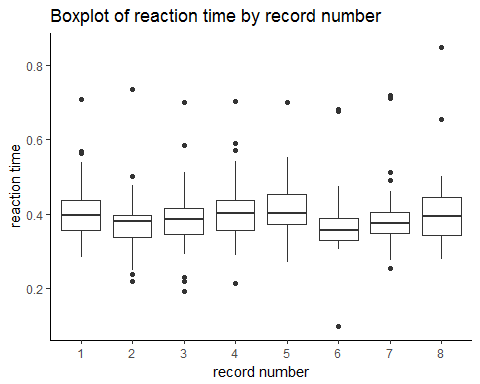 Boxplot of reaction time by record number
reaction time
0.8
0.6
0.4
0.2
1 2 3 4 5 6 7 8
record number